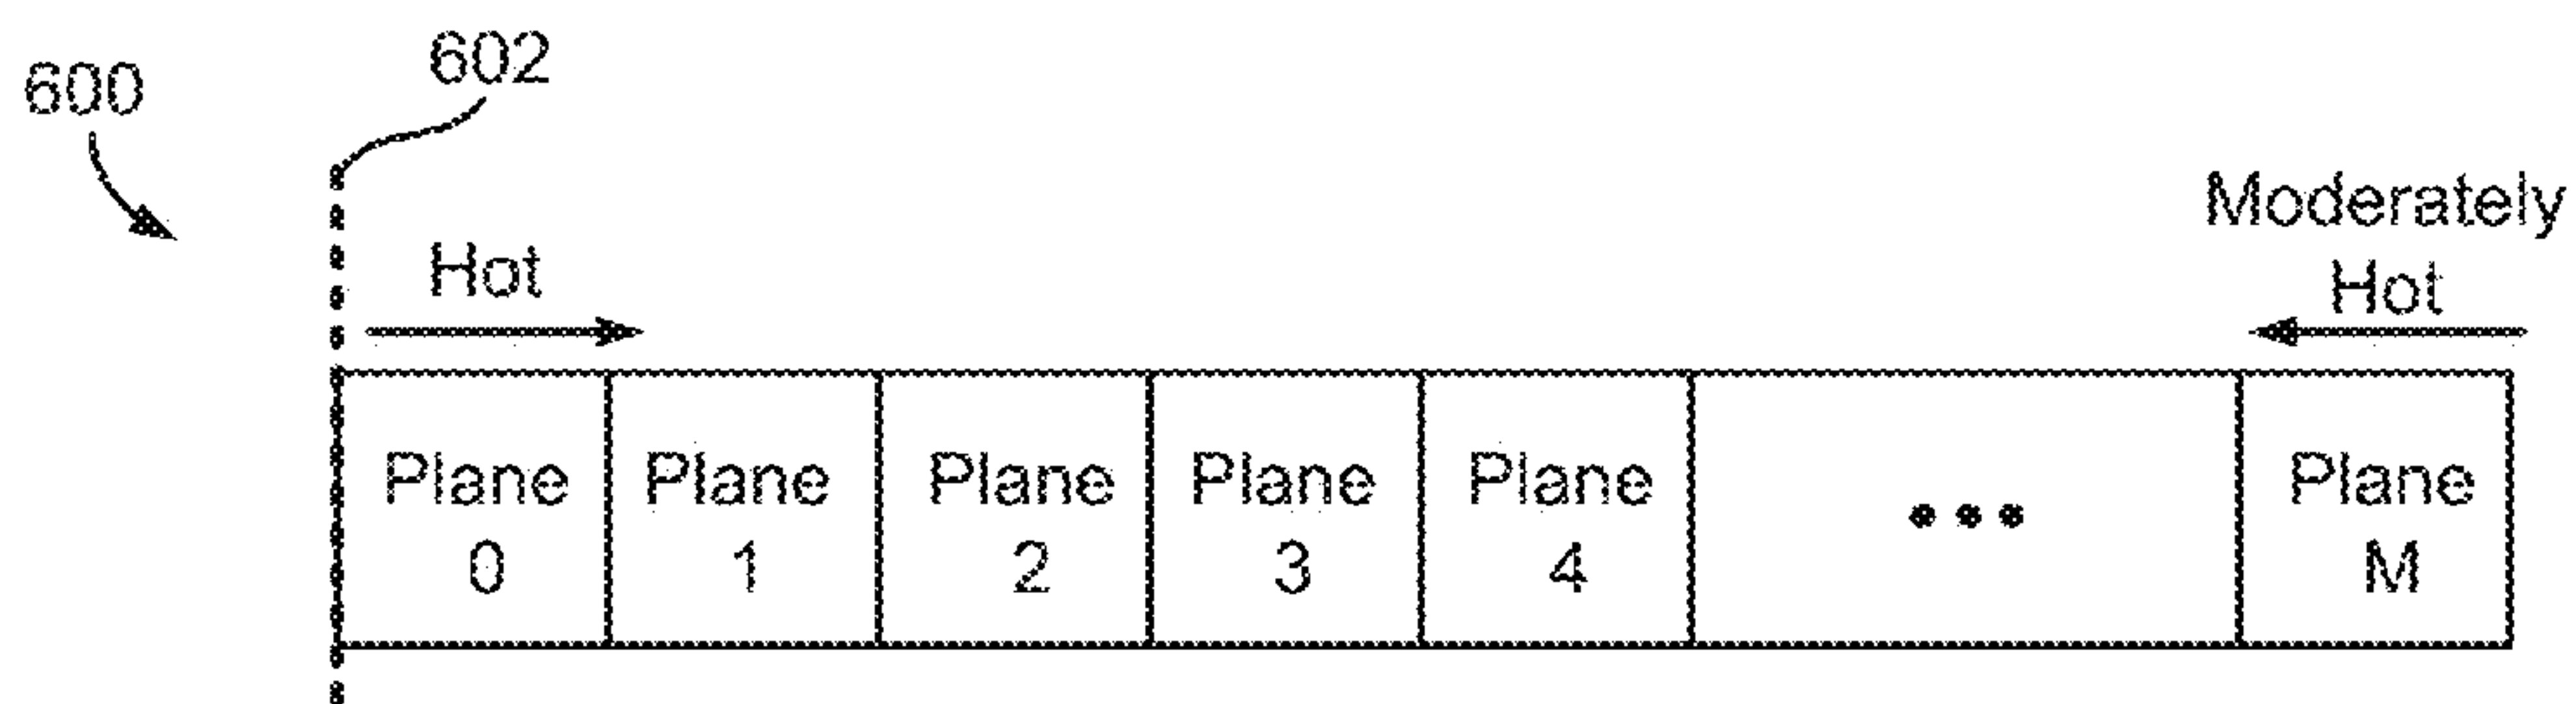 600
602
Hot
Moderately
Hot
Plane
0
Plane
1
Plane
2
Plane
3
Plane
4
•••
Plane
M